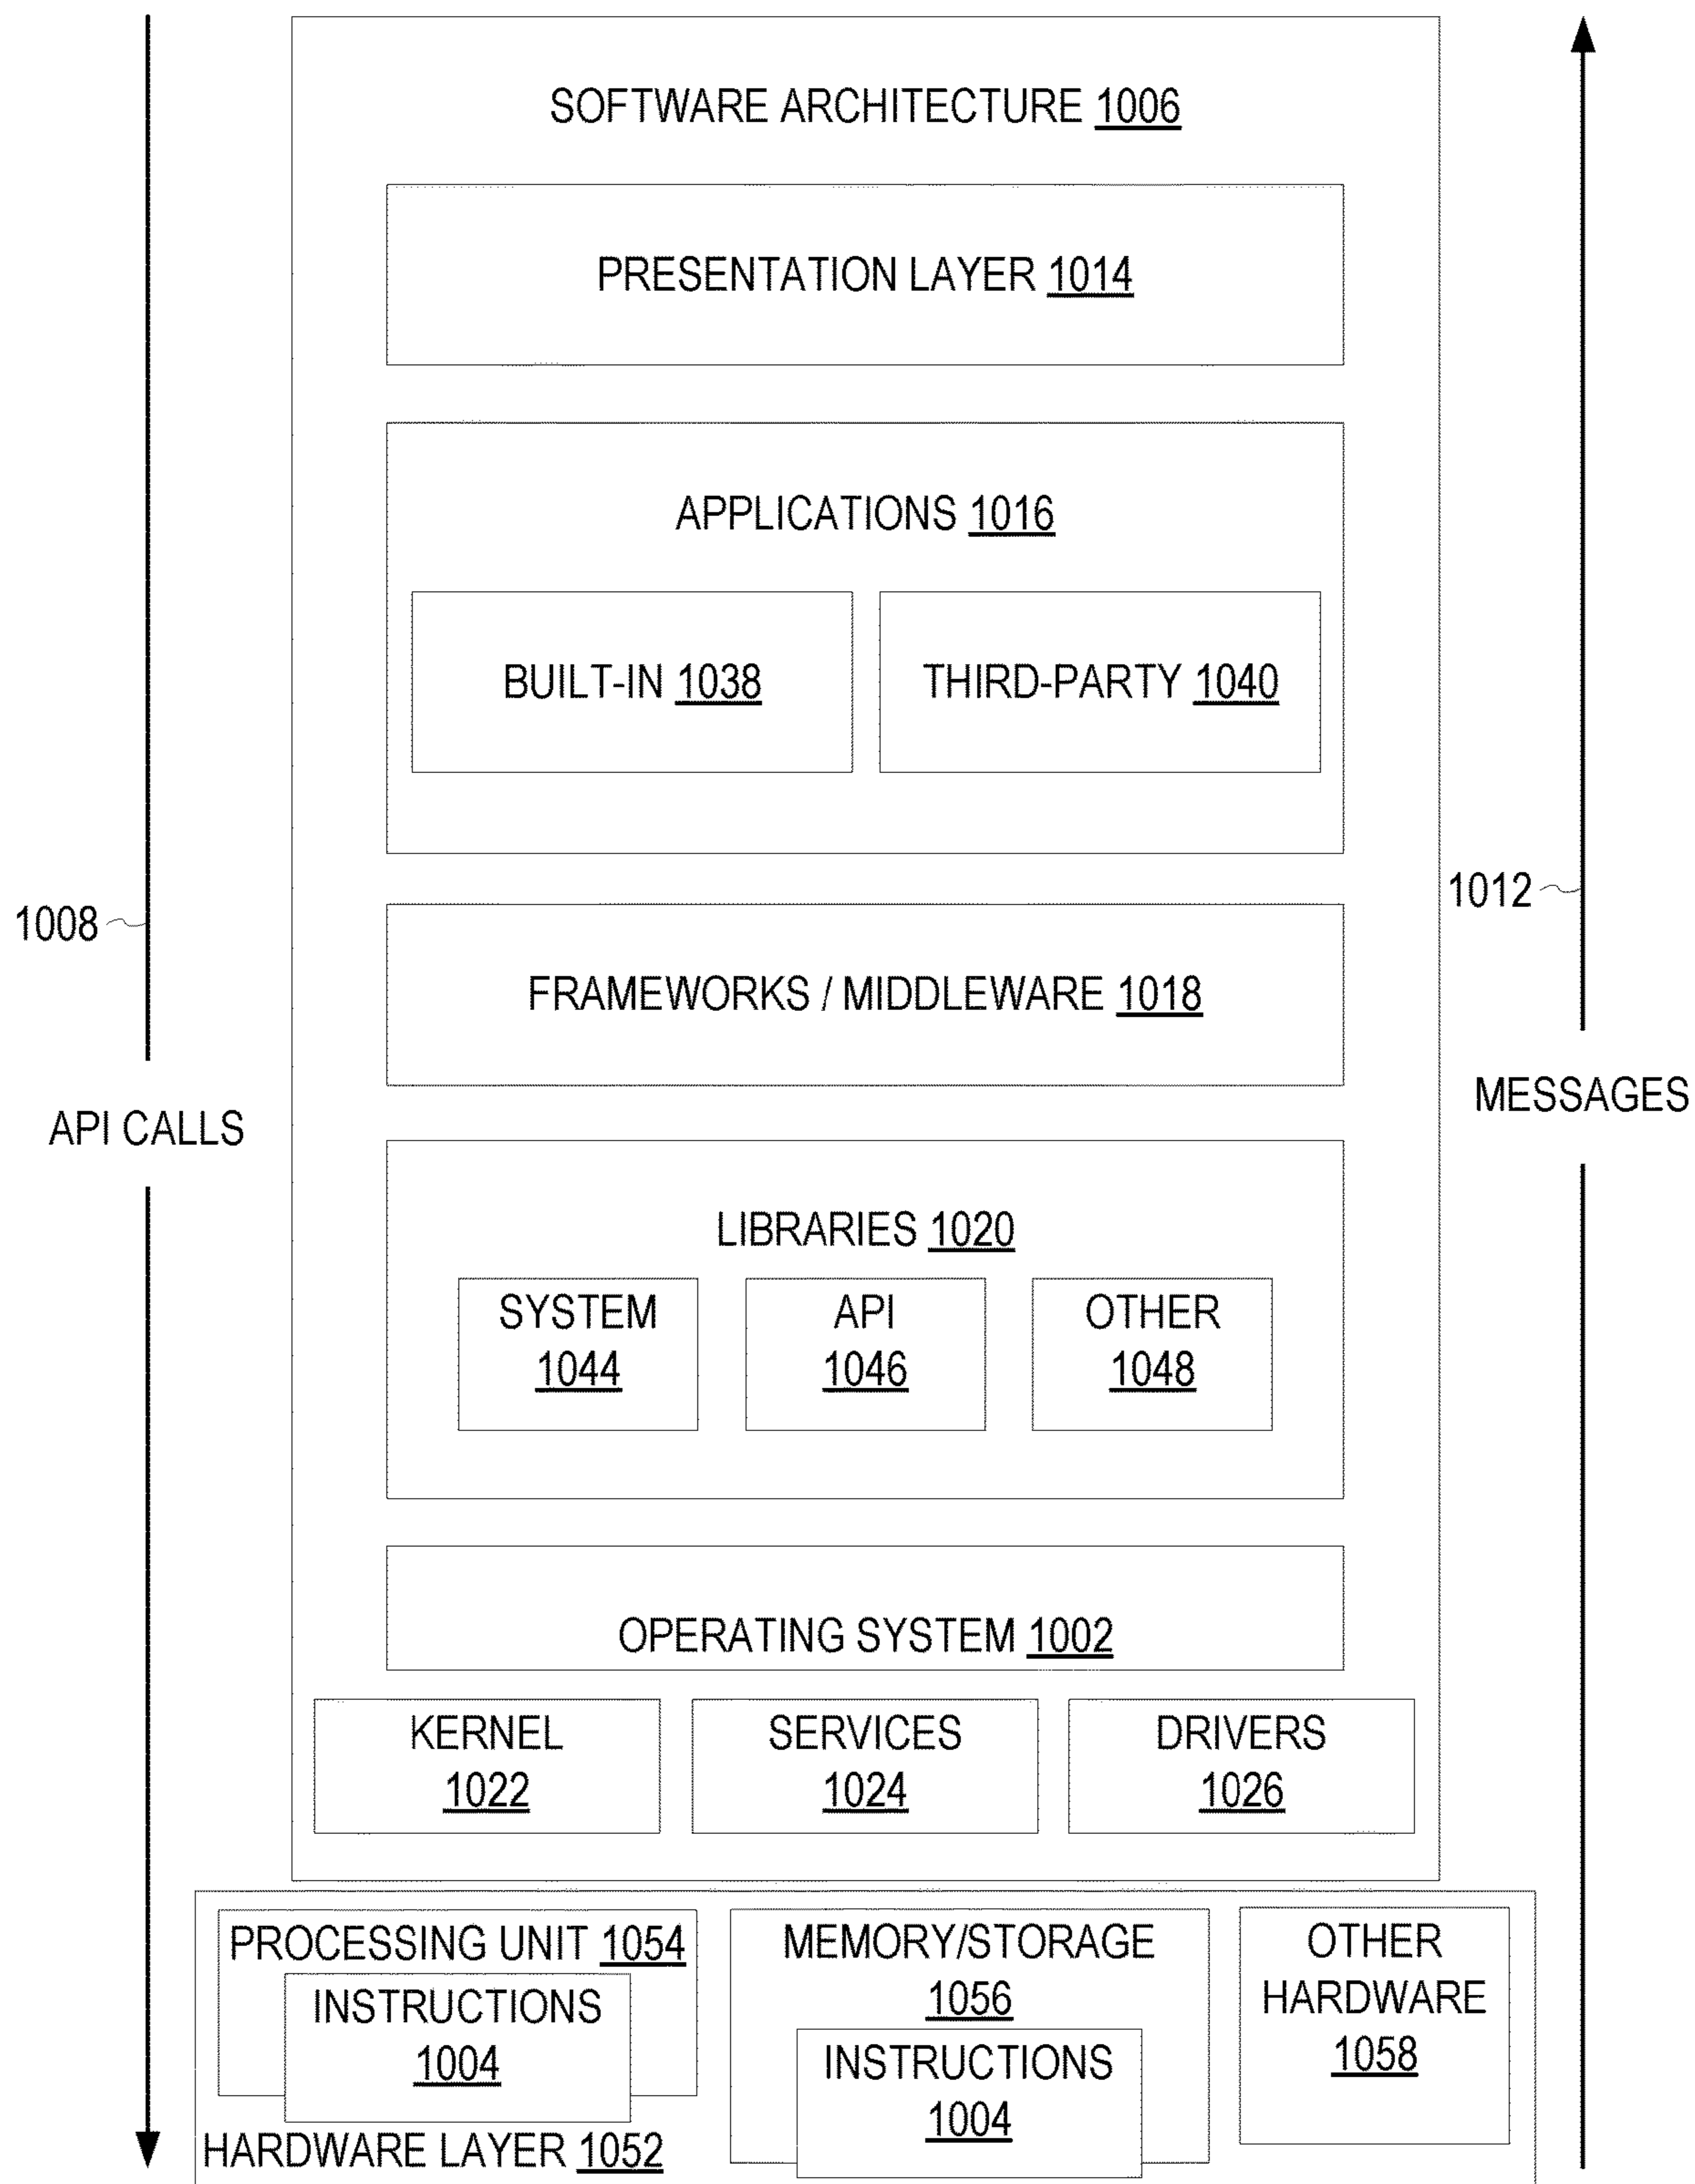 SOFTWARE ARCHITECTURE 1006
PRESENTATION LAYER 1014
APPLICATIONS 1016
BUILT-IN 1038
THIRD-PARTY 1040
1008
1012
FRAMEWORKS / MIDDLEWARE 1018
API CALLS
MESSAGES
LIBRARIES 1020
SYSTEM
1044
API
1046
OTHER
1048
OPERATING SYSTEM 1002
KERNEL
1022
SERVICES
1024
DRIVERS
1026
PROCESSING UNIT 1054
INSTRUCTIONS
1004
MEMORY/STORAGE
1056
INSTRUCTIONS
1004
OTHER
HARDWARE
1058
HARDWARE LAYER 1052